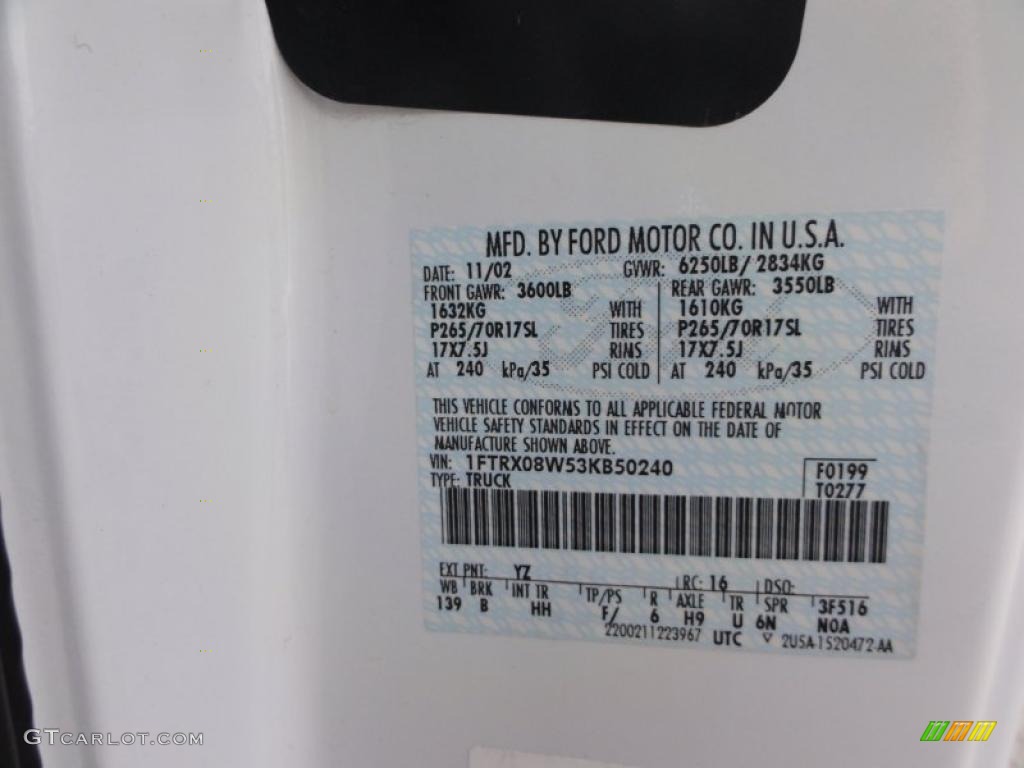 MFD. BY FORD MOTOR CO. IN U.S.A.
DATE: 11/02 GVWR: 6250LB/ 2834KG
FRONT GAWR: 3600LB REAR GAWR: 3550LB
1632KG WITH 1610KG WITH
P265/70R17SL TIRES P265/70R17SL TIRES
17X7.5J RIMS 17X7.5J RIMS
AT 240 kPa/35 PSI COLD AT 240 kPa/35 PSI COLD
THIS VEHICLE CONFORMS TO ALL APPLICABLE FEDERAL MOTOR
VEHICLE SAFETY STANDARDS IN EFFECT ON THE DATE OF
MANUFACTURE SHOWN ABOVE.
VIN: 1FTRX08W53KB50240 F0199
TYPE: TRUCK T0277
EXT PNT: YZ RC: 16 DSO:
WB BRK INT TR TP/PS R AXLE TR SPR 3F516
139 B HH F/ 6 H9 U 6N NOA
2200211223967 UTC ▽ 2U5A-1520472-AA
GTCARLOT.COM